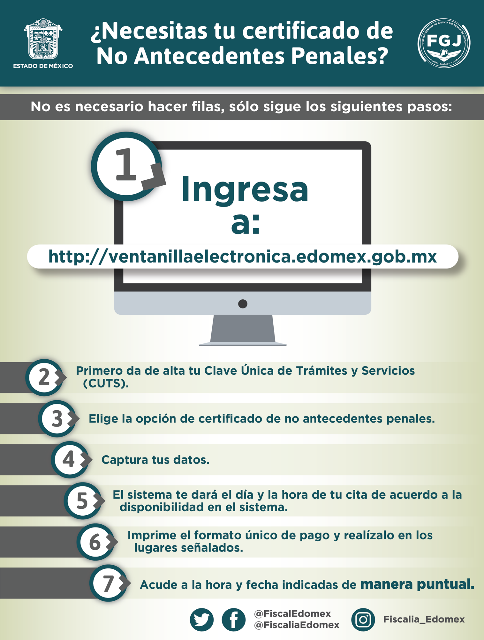 ¿Necesitas tu certificado de
No Antecedentes Penales?
ESTADO DE MÉXICO
FGJ
No es necesario hacer filas, sólo sigue los siguientes pasos:
1
Ingresa
a:
http://ventanillaelectronica.edomex.gob.mx
2
Primero da de alta tu Clave Única de Trámites y Servicios
(CUTS).
3
Elige la opción de certificado de no antecedentes penales.
4
Captura tus datos.
5
El sistema te dará el día y la hora de tu cita de acuerdo a la
disponibilidad en el sistema.
6
Imprime el formato único de pago y realízalo en los
lugares señalados.
7
Acude a la hora y fecha indicadas de manera puntual.
@FiscalEdomex
@FiscaliaEdomex
Fiscalia_Edomex